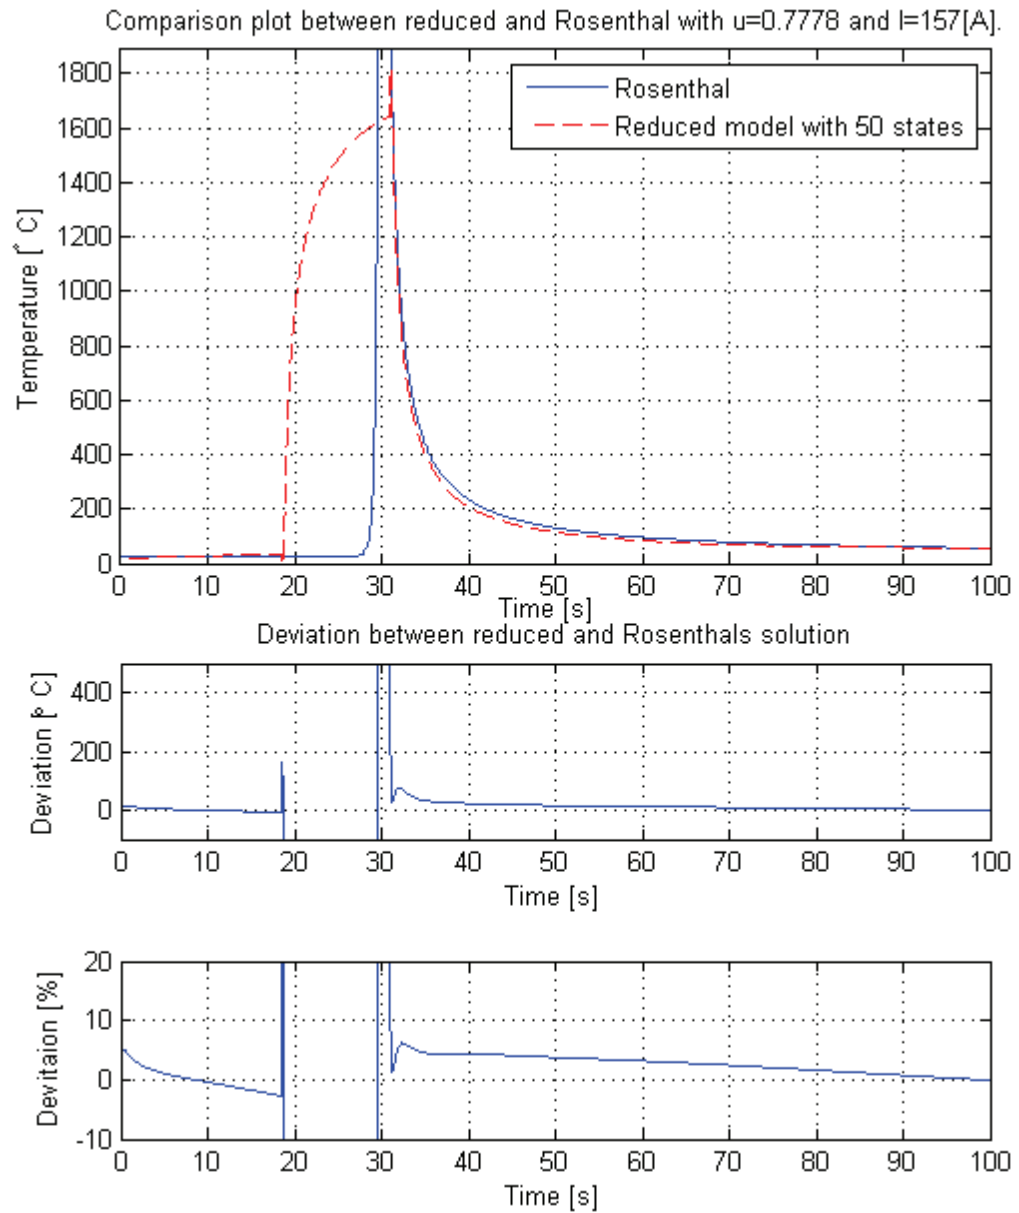 Comparison plot between reduced and Rosenthal with u=0.7778 and I=157[A].
1800
1600
1400
1200
1000
800
600
400
200
0
Temperature [° C]
Rosenthal
Reduced model with 50 states
0 10 20 30 40 50 60 70 80 90 100
Time [s]
Deviation between reduced and Rosenthals solution
400
200
0
Deviation [° C]
0 10 20 30 40 50 60 70 80 90 100
Time [s]
20
10
0
-10
Devitaion [%]
0 10 20 30 40 50 60 70 80 90 100
Time [s]